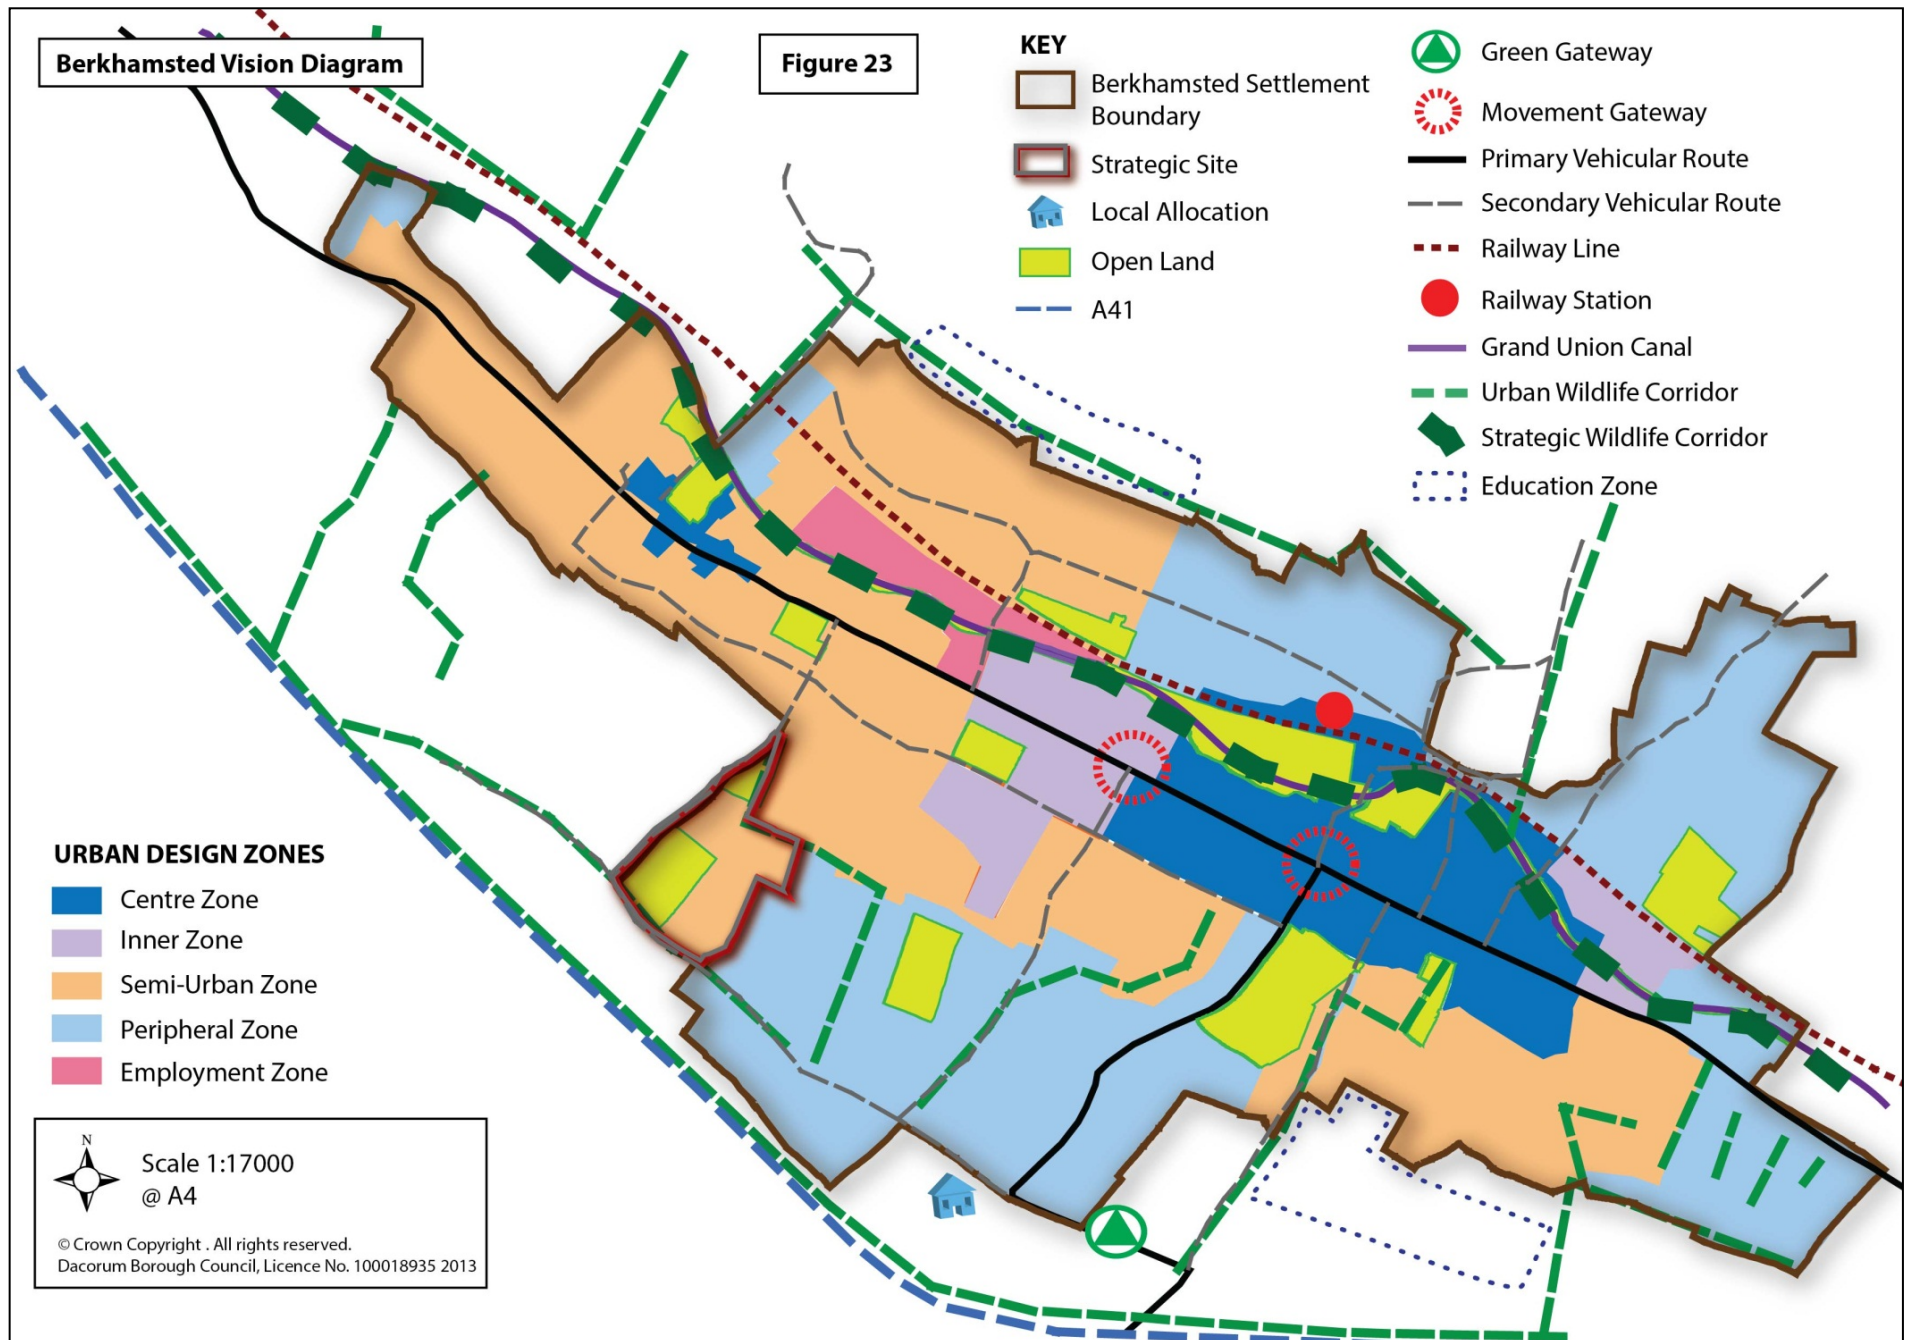 Berkhamsted Vision Diagram
Figure 23
KEY
Berkhamsted Settlement
Boundary
Strategic Site
Local Allocation
Open Land
A41
Green Gateway
Movement Gateway
Primary Vehicular Route
Secondary Vehicular Route
Railway Line
Railway Station
Grand Union Canal
Urban Wildlife Corridor
Strategic Wildlife Corridor
Education Zone
URBAN DESIGN ZONES
Centre Zone
Inner Zone
Semi-Urban Zone
Peripheral Zone
Employment Zone
N
Scale 1:17000
@ A4
© Crown Copyright . All rights reserved.
Dacorum Borough Council, Licence No. 100018935 2013